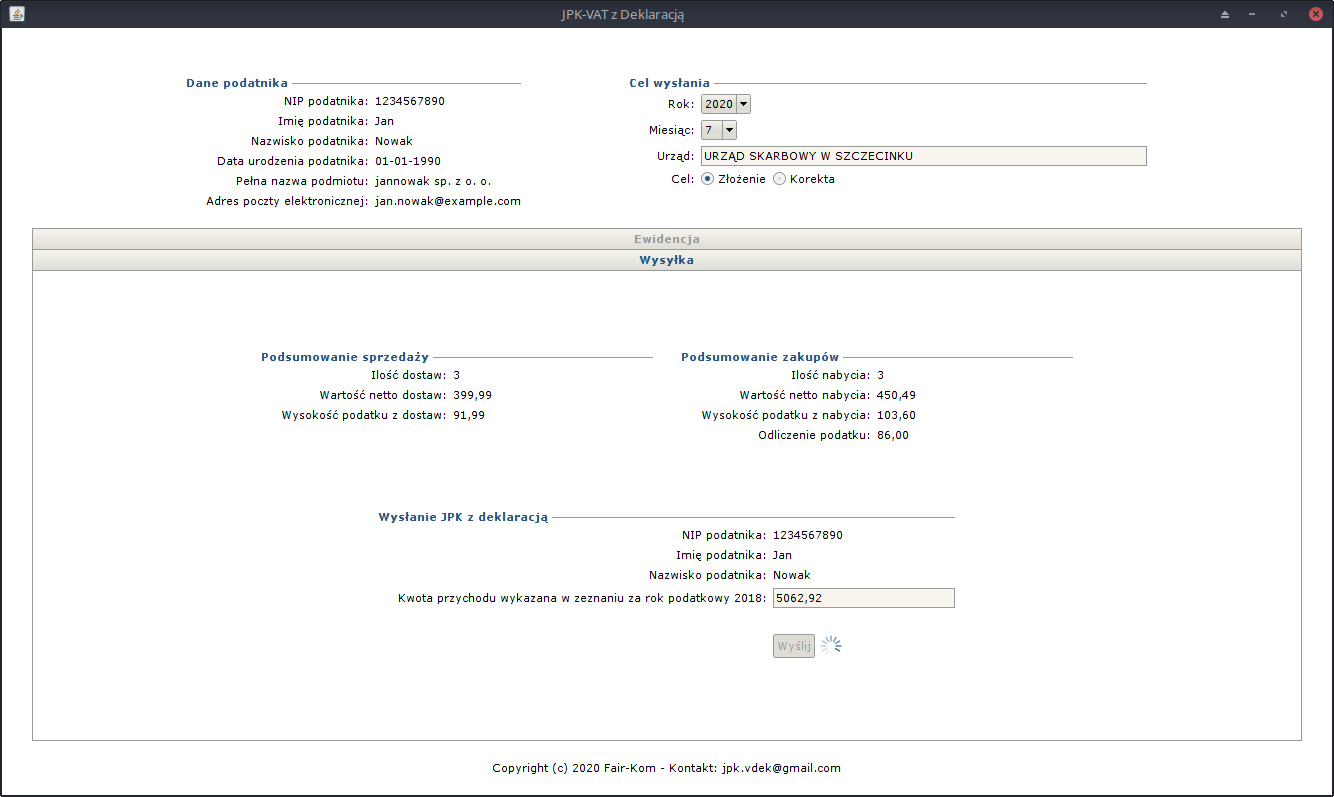 JPK-VAT z Deklaracją
Dane podatnika
NIP podatnika: 1234567890
Imię podatnika: Jan
Nazwisko podatnika: Nowak
Data urodzenia podatnika: 01-01-1990
Pełna nazwa podmiotu: jannowak sp. z o. o.
Adres poczty elektronicznej: jan.nowak@example.com
Cel wysłania
Rok: 2020
Miesiąc: 7
Urząd: URZĄD SKARBOWY W SZCZECINKU
Cel: Złożenie Korekta
Ewidencja
Wysyłka
Podsumowanie sprzedaży
Ilość dostaw: 3
Wartość netto dostaw: 399,99
Wysokość podatku z dostaw: 91,99
Podsumowanie zakupów
Ilość nabycia: 3
Wartość netto nabycia: 450,49
Wysokość podatku z nabycia: 103,60
Odliczenie podatku: 86,00
Wysłanie JPK z deklaracją
NIP podatnika: 1234567890
Imię podatnika: Jan
Nazwisko podatnika: Nowak
Kwota przychodu wykazana w zeznaniu za rok podatkowy 2018: 5062,92
Wyślij
Copyright (c) 2020 Fair-Kom - Kontakt: jpk.vdek@gmail.com